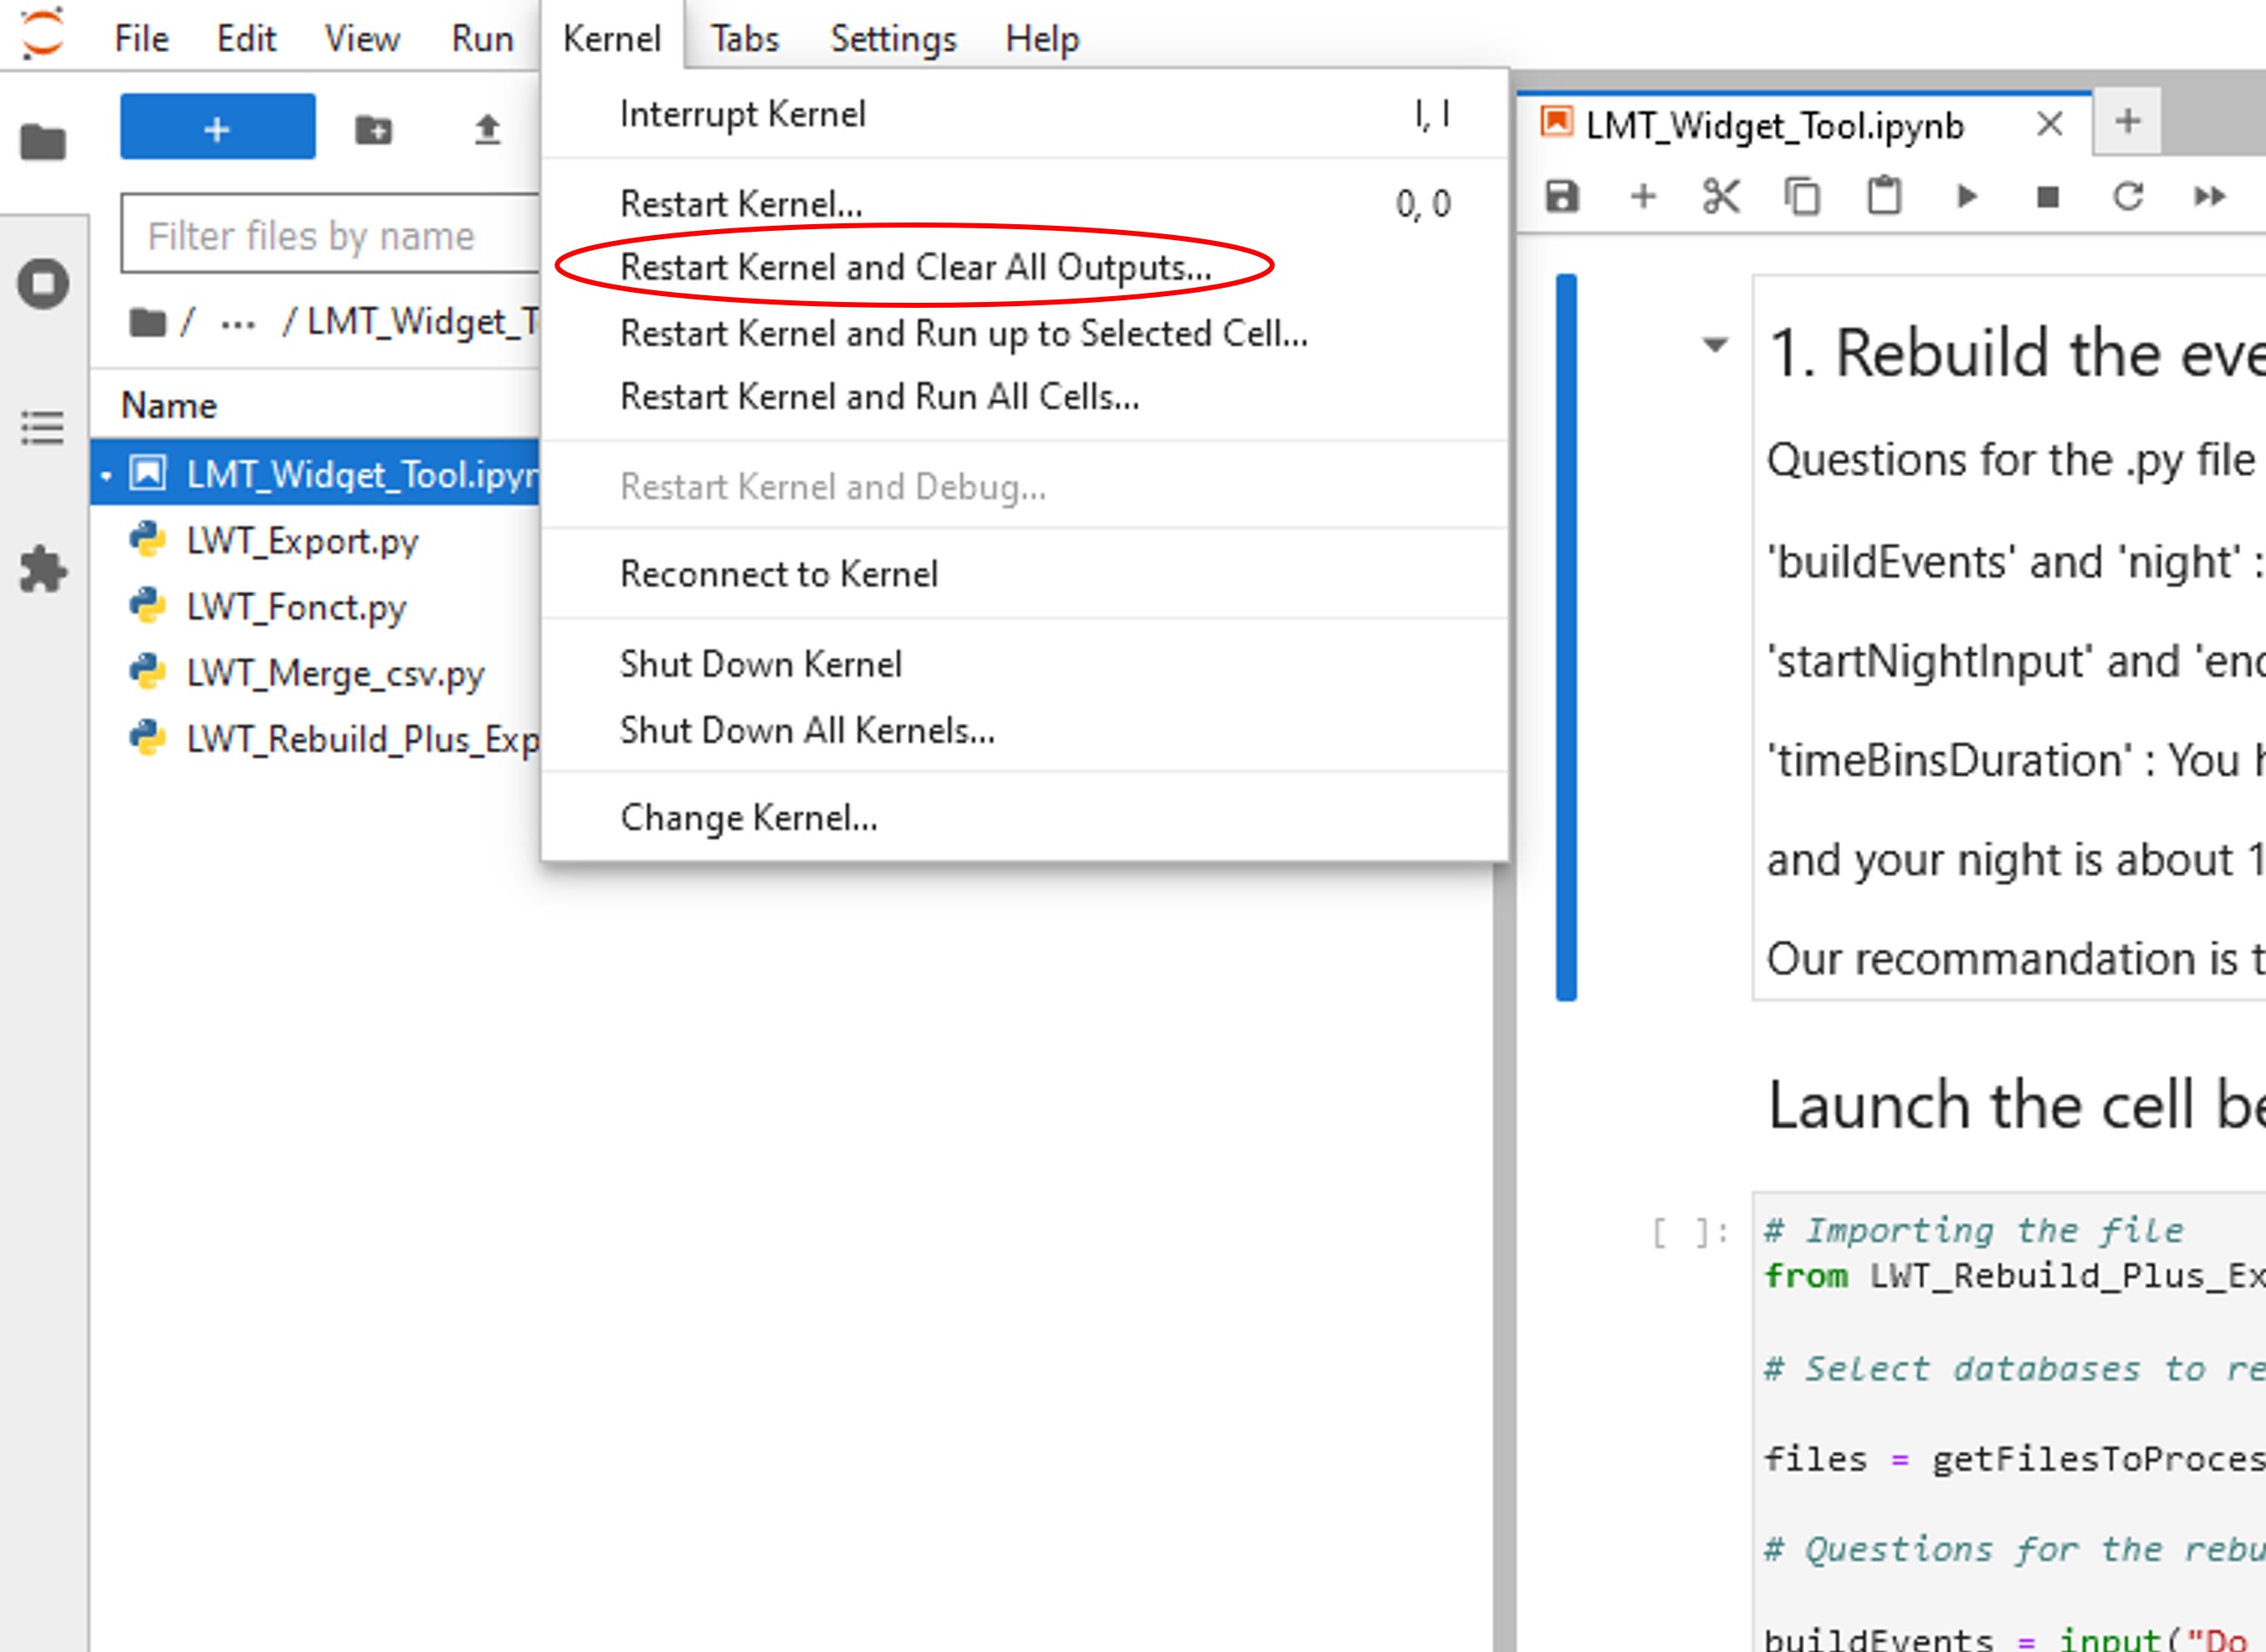 File Edit View Run Kernel Tabs Settings Help
Interrupt Kernel I, I
Restart Kernel... 0, 0
Restart Kernel and Clear All Outputs...
Restart Kernel and Run up to Selected Cell...
Restart Kernel and Run All Cells...
Restart Kernel and Debug...
Reconnect to Kernel
Shut Down Kernel
Shut Down All Kernels...
Change Kernel...
+
Filter files by name
/ ... / LMT_Widget_T
Name
LMT_Widget_Tool.ipyn
LWT_Export.py
LWT_Fonct.py
LWT_Merge_csv.py
LWT_Rebuild_Plus_Exp
LMT_Widget_Tool.ipynb
1. Rebuild the eve
Questions for the .py file
'buildEvents' and 'night' :
'startNightInput' and 'end
'timeBinsDuration' : You h
and your night is about 1
Our recommandation is t
Launch the cell be
[ ]:
# Importing the file
from LWT_Rebuild_Plus_Ex
# Select databases to re
files = getFilesToProces
# Questions for the rebu
buildEvents = input("Do